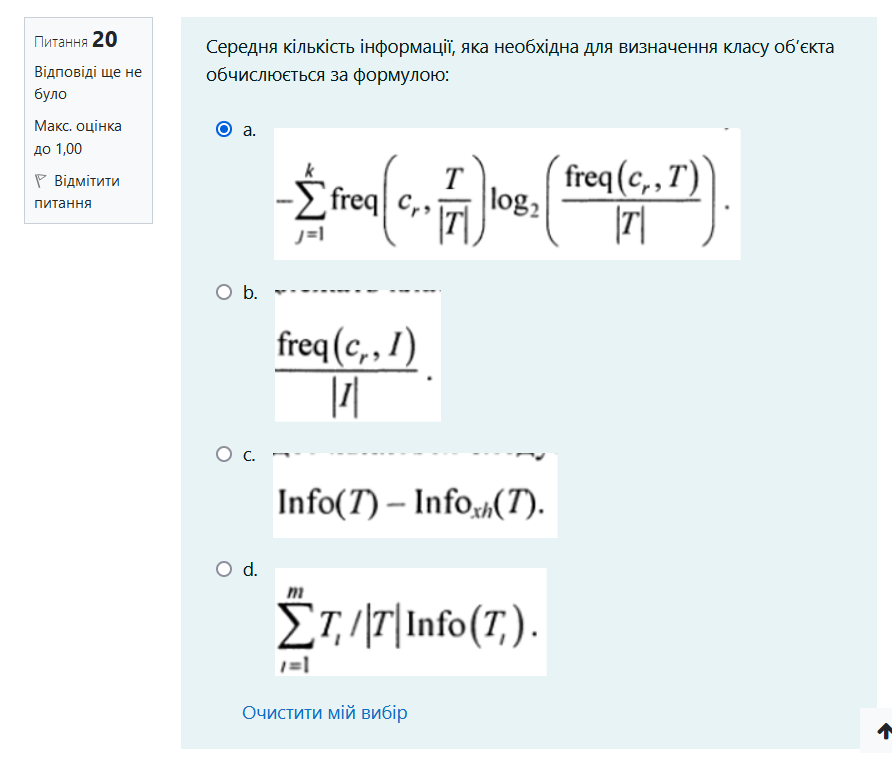 Питання 20
Відповіді ще не
було
Макс. оцінка
до 1,00
Відмітити
питання
Середня кількість інформації, яка необхідна для визначення класу об’єкта
обчислюється за формулою:
a.
−∑_{j=1}^{k} freq(c_r, T/|T|) log₂(freq(c_r, T)/|T|).
b.
freq(c_r, I)/|I|.
c.
Info(T) – Info_{xh}(T).
d.
∑_{i=1}^{m} T_i /|T| Info(T_i).
Очистити мій вибір